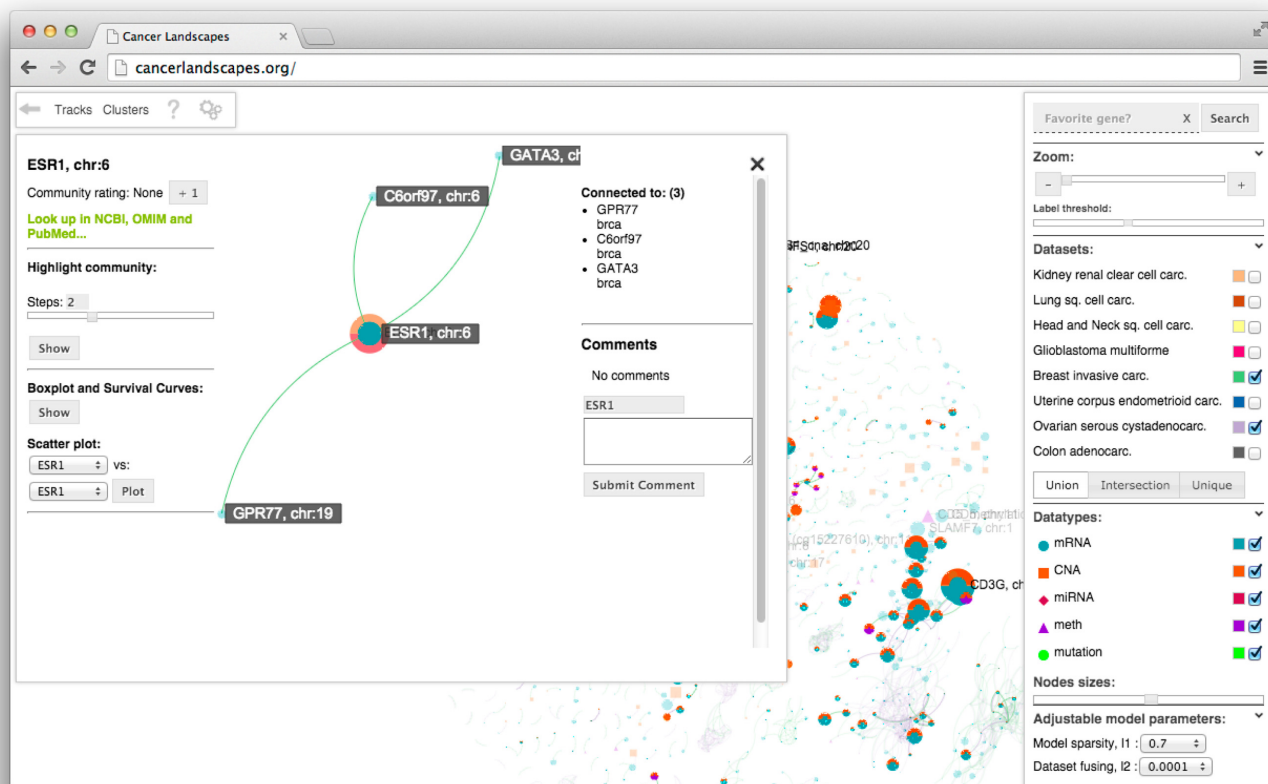 Cancer Landscapes
cancerlandscapes.org/
Tracks Clusters ?
ESR1, chr:6
Community rating: None + 1
Look up in NCBI, OMIM and
PubMed...
Highlight community:
Steps: 2
Show
Boxplot and Survival Curves:
Show
Scatter plot:
ESR1 vs:
ESR1 Plot
GATA3, ch
C6orf97, chr:6
ESR1, chr:6
GPR77, chr:19
Connected to: (3)
GPR77
brca
C6orf97
brca
GATA3
brca
Comments
No comments
ESR1
Submit Comment
SLAMF7, chr:1
(cg15227610), chr:1
chr:17
CD3G, ch
Favorite gene? X Search
Zoom:
- +
Label threshold:
Datasets:
Kidney renal clear cell carc.
Lung sq. cell carc.
Head and Neck sq. cell carc.
Glioblastoma multiforme
Breast invasive carc.
Uterine corpus endometrioid carc.
Ovarian serous cystadenocarc.
Colon adenocarc.
Union Intersection Unique
Datatypes:
mRNA
CNA
miRNA
meth
mutation
Nodes sizes:
Adjustable model parameters:
Model sparsity, l1 : 0.7
Dataset fusing, l2 : 0.0001